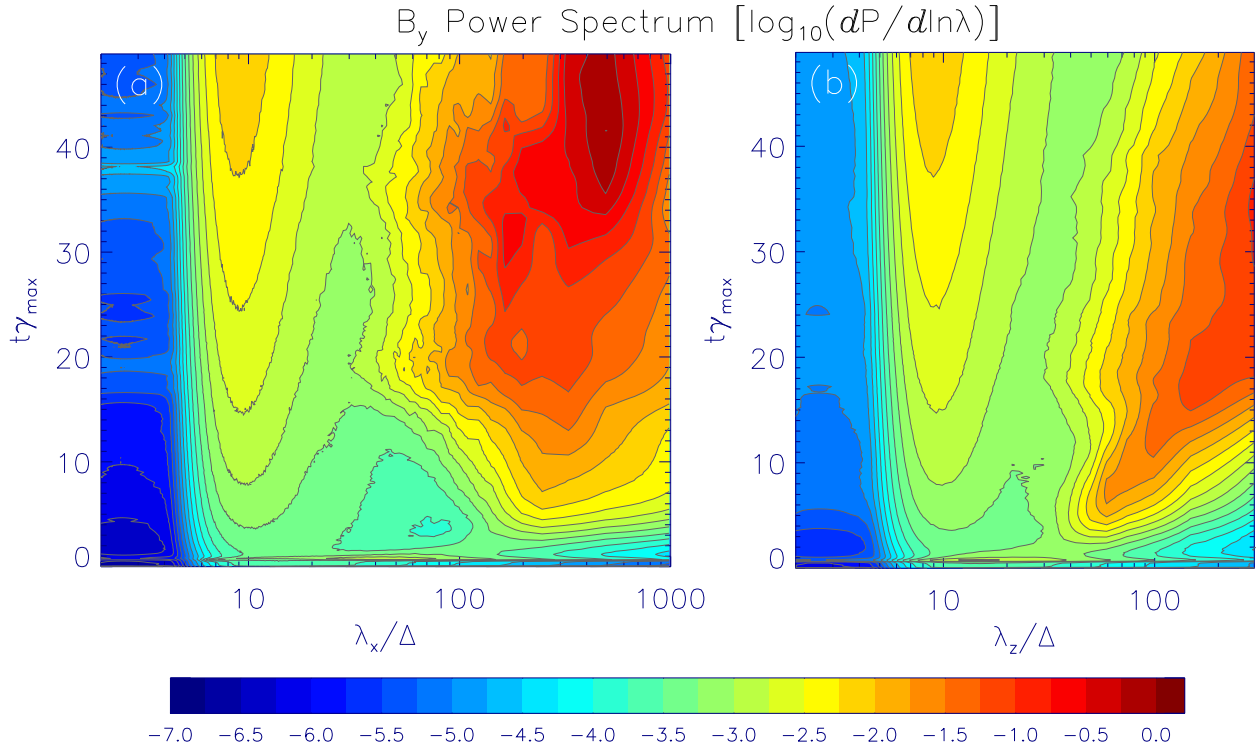 B_y Power Spectrum [log_10(dP/dlnλ)]
(a)
(b)
40
30
20
10
0
tγ_max
40
30
20
10
0
tγ_max
10 100 1000
10 100
λ_x/Δ
λ_z/Δ
-7.0 -6.5 -6.0 -5.5 -5.0 -4.5 -4.0 -3.5 -3.0 -2.5 -2.0 -1.5 -1.0 -0.5 0.0